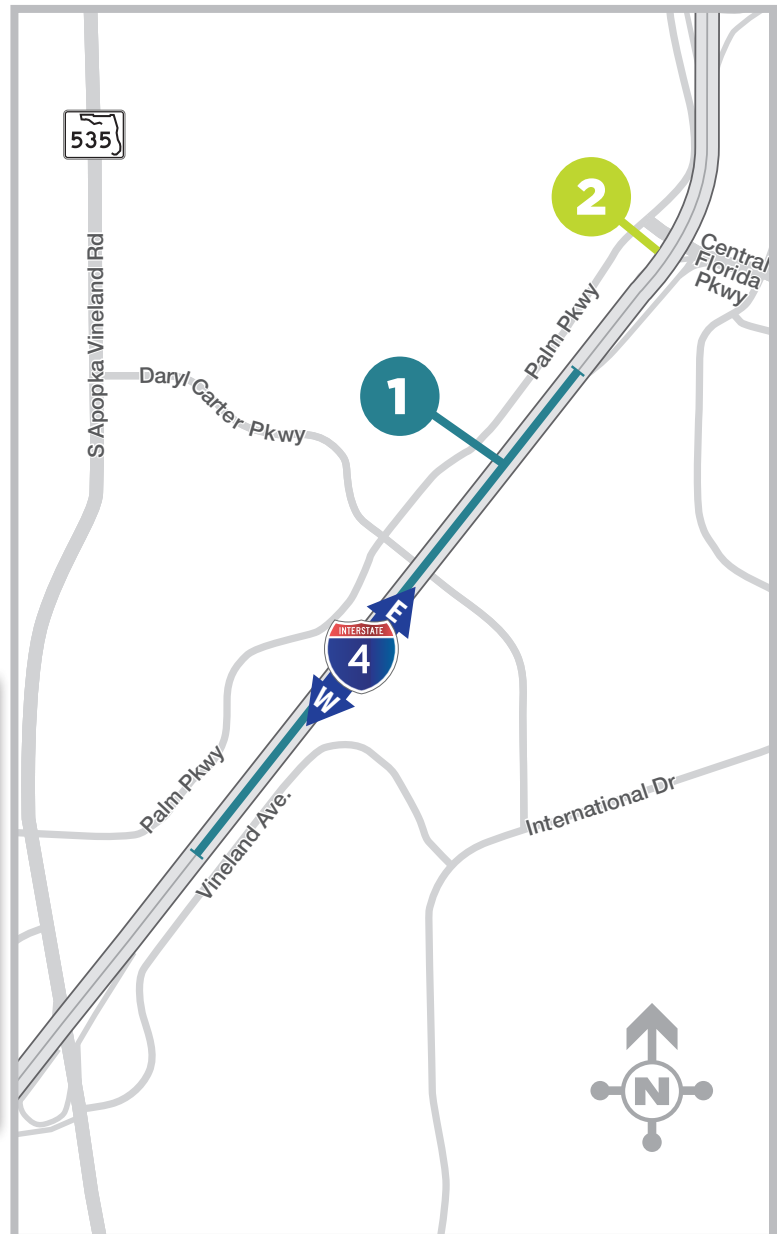 535
2
Central
Florida
Pkwy
S Apopka Vineland Rd
Palm Pkwy
Daryl Carter Pkwy
1
E
INTERSTATE
4
W
Palm Pkwy
Vineland Ave.
International Dr
N